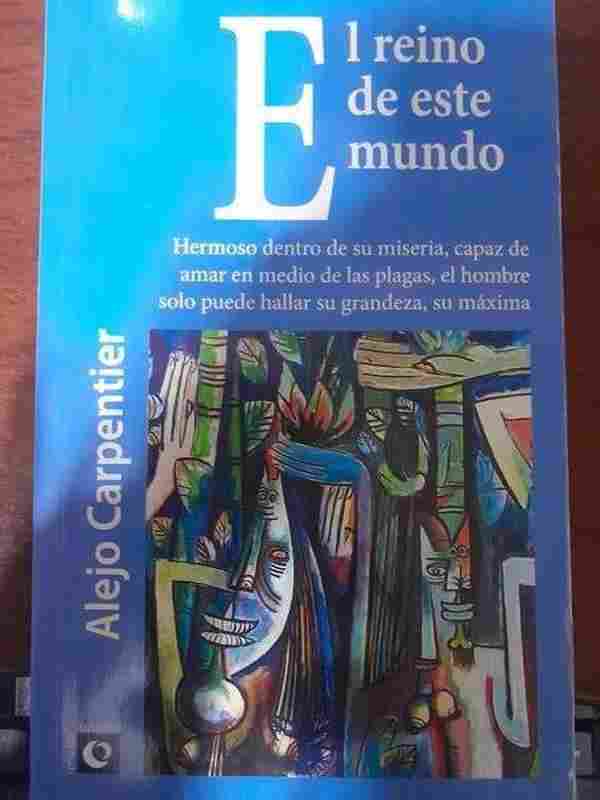 El reino
de este
mundo
Hermoso dentro de su miseria, capaz de
amar en medio de las plagas, el hombre
solo puede hallar su grandeza, su máxima
Alejo Carpentier